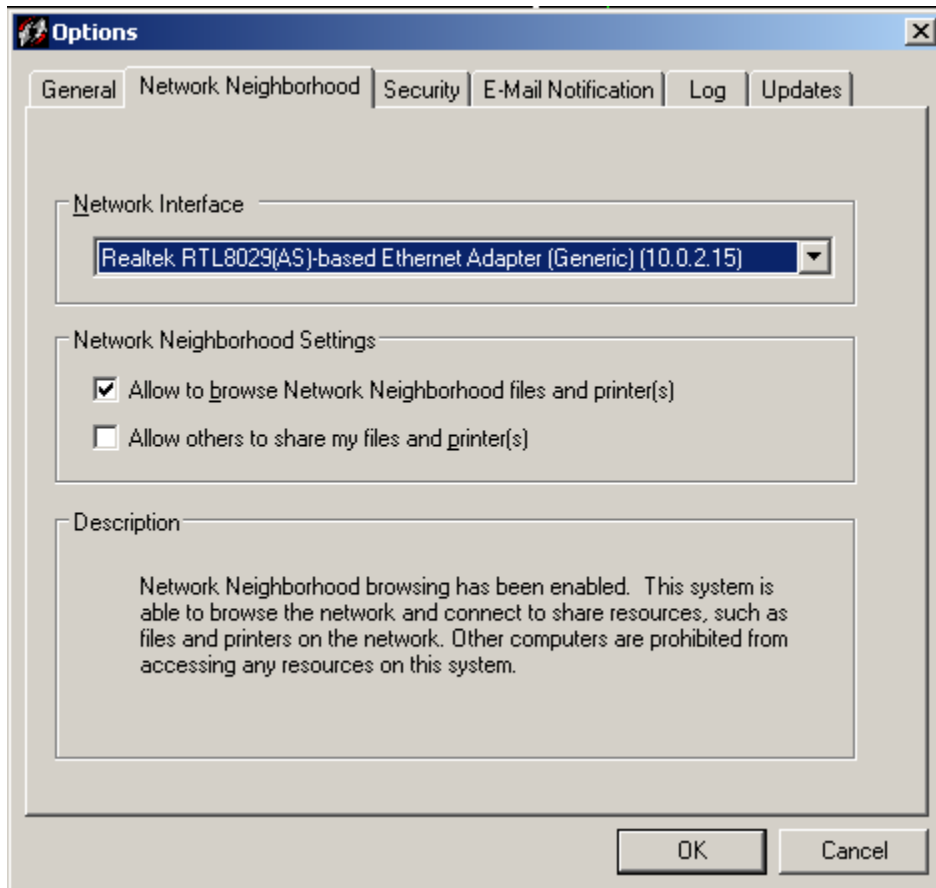 Options
General Network Neighborhood Security E-Mail Notification Log Updates
Network Interface
Realtek RTL8029(AS)-based Ethernet Adapter (Generic) (10.0.2.15)
Network Neighborhood Settings
Allow to browse Network Neighborhood files and printer(s)
Allow others to share my files and printer(s)
Description
Network Neighborhood browsing has been enabled.  This system is
able to browse the network and connect to share resources, such as
files and printers on the network. Other computers are prohibited from
accessing any resources on this system.
OK Cancel